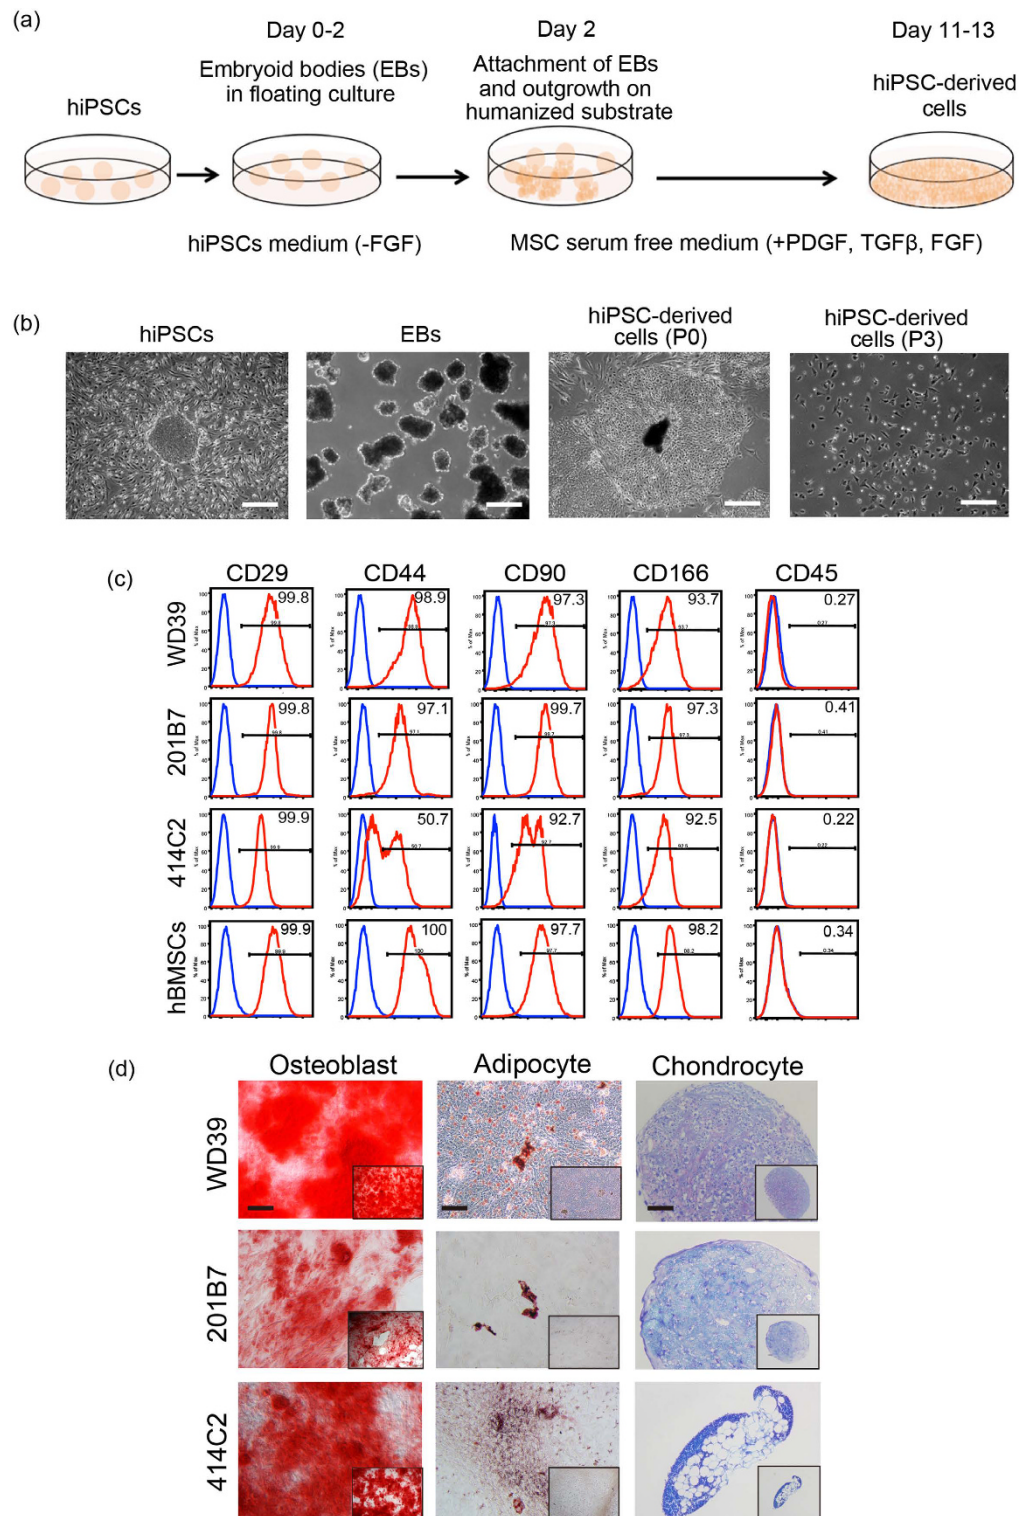 (a)
Day 0-2
Day 2
Day 11-13
hiPSCs
Embryoid bodies (EBs)
in floating culture
Attachment of EBs
and outgrowth on
humanized substrate
hiPSC-derived
cells
hiPSCs medium (-FGF)
MSC serum free medium (+PDGF, TGFβ, FGF)
(b)
hiPSCs
EBs
hiPSC-derived
cells (P0)
hiPSC-derived
cells (P3)
(c)
CD29 CD44 CD90 CD166 CD45
WD39
99.8 98.9 97.3 93.7 0.27
201B7
99.8 97.1 99.7 97.3 0.41
414C2
99.9 50.7 92.7 92.5 0.22
hBMSCs
99.9 100 97.7 98.2 0.34
(d)
Osteoblast Adipocyte Chondrocyte
WD39
201B7
414C2